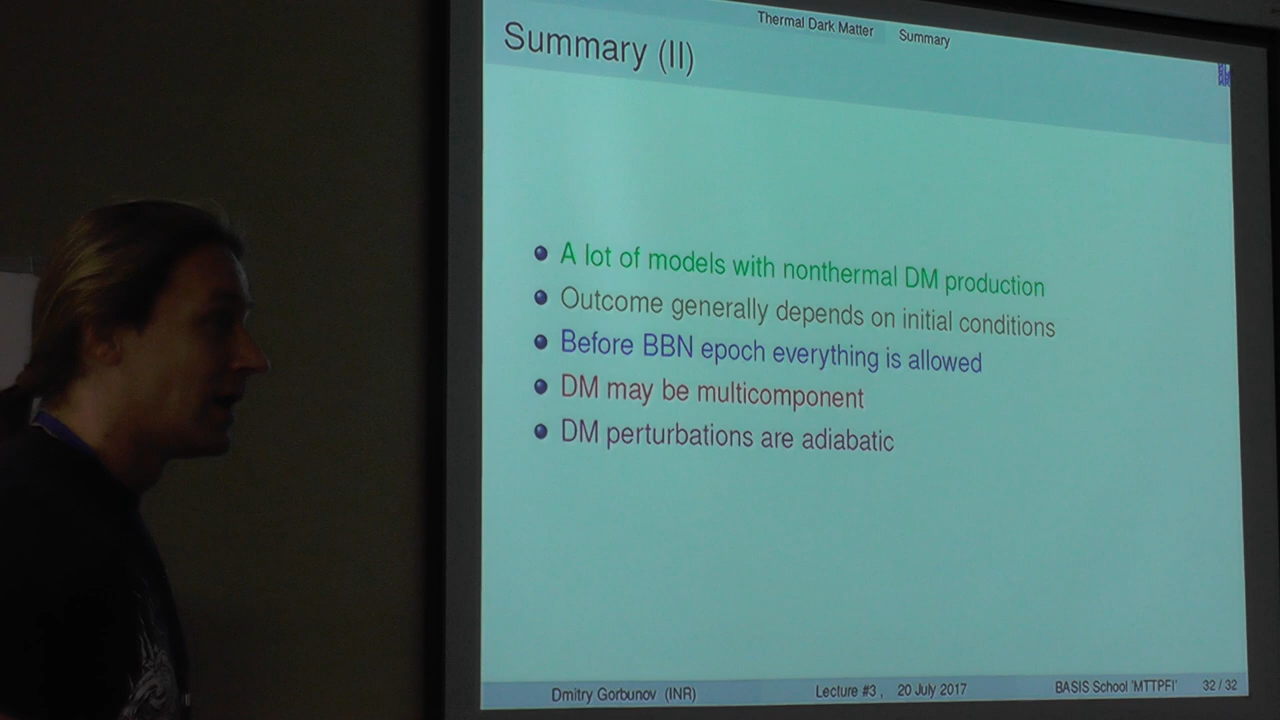 Thermal Dark Matter Summary
Summary (II)
A lot of models with nonthermal DM production
Outcome generally depends on initial conditions
Before BBN epoch everything is allowed
DM may be multicomponent
DM perturbations are adiabatic
Dmitry Gorbunov (INR) Lecture #3 , 20 July 2017 BASIS School 'MTTPFI' 32 / 32